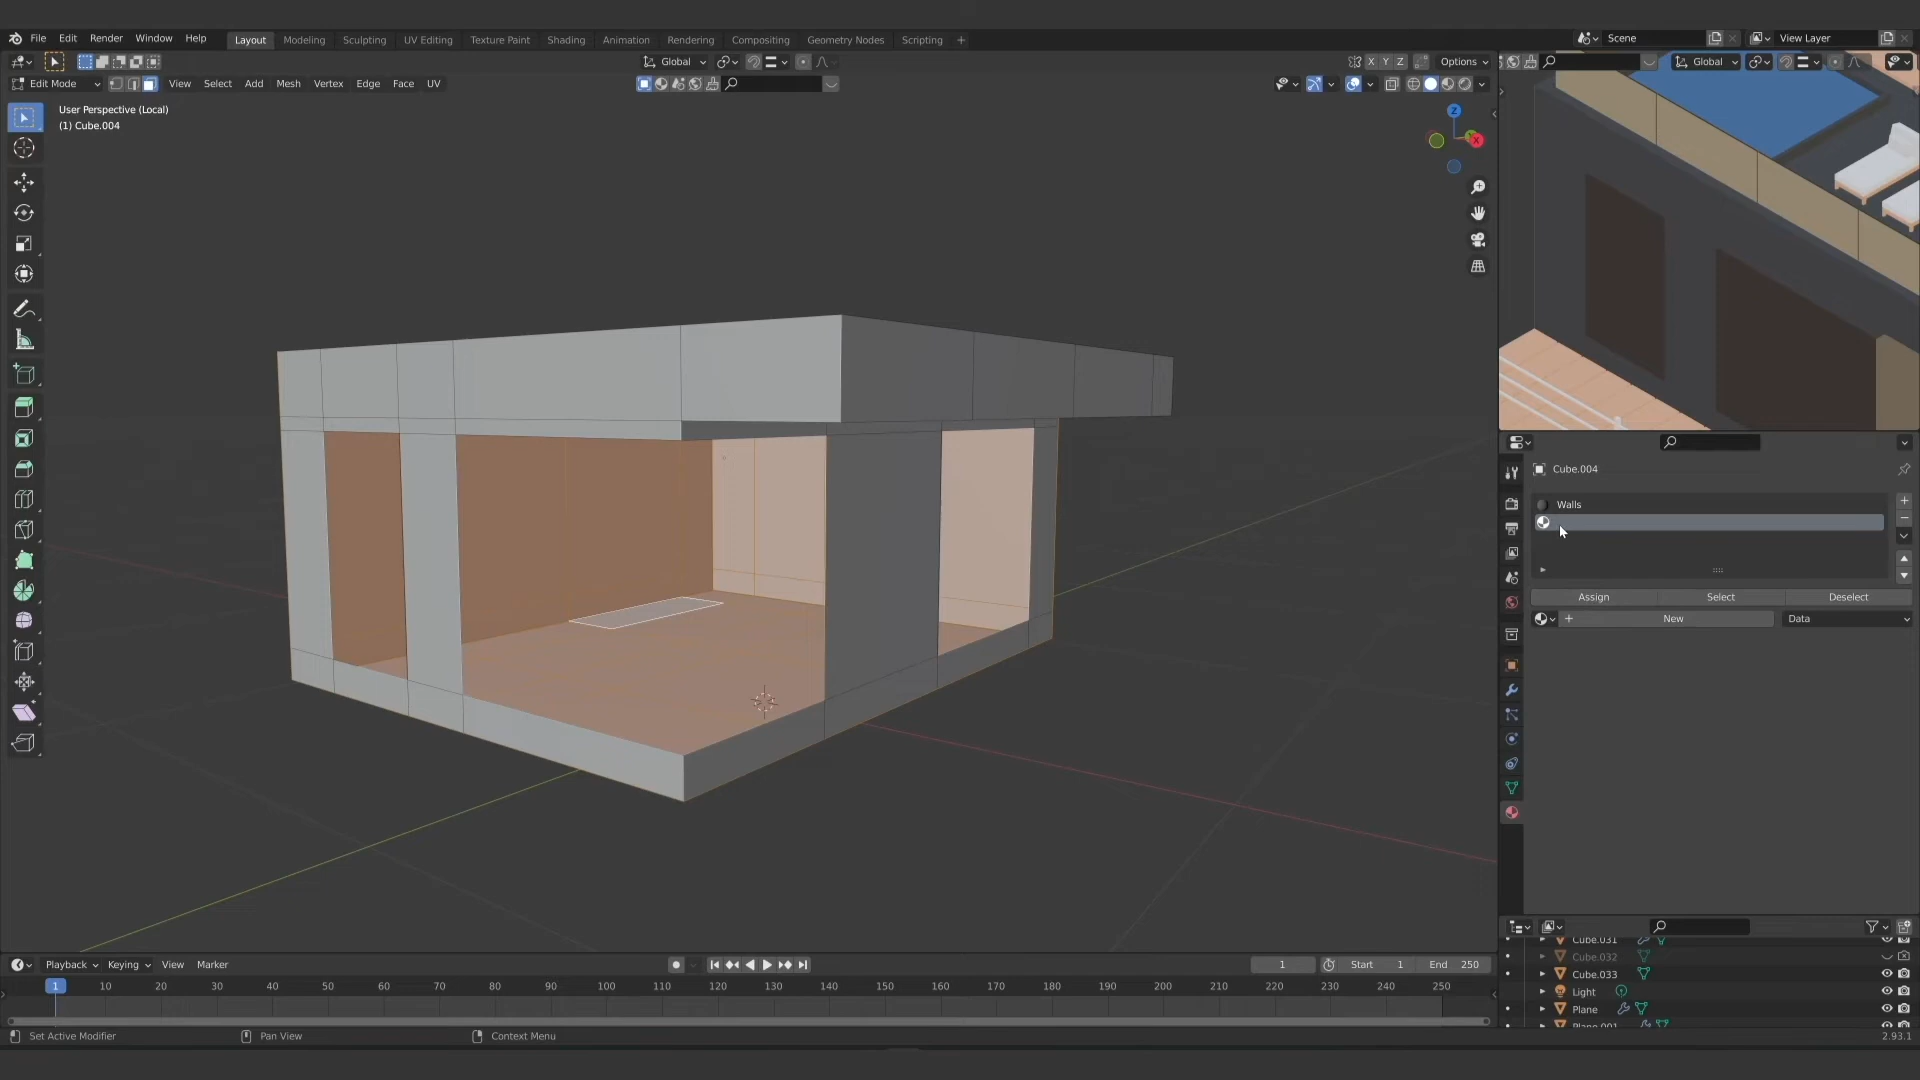 File Edit Render Window Help Layout Modeling Sculpting UV Editing Texture Paint Shading Animation Rendering Compositing Geometry Nodes Scripting + Scene View Layer
Global X Y Z Options Global
Edit Mode View Select Add Mesh Vertex Edge Face UV
User Perspective (Local)
(1) Cube.004
Z
X
Cube.004
Walls
Assign Select Deselect
New Data
Cube.031
Cube.032
Cube.033
Light
Plane
Plane.001
Playback Keying View Marker 1 Start 1 End 250
1 10 20 30 40 50 60 70 80 90 100 110 120 130 140 150 160 170 180 190 200 210 220 230 240 250
Set Active Modifier Pan View Context Menu 2.93.1